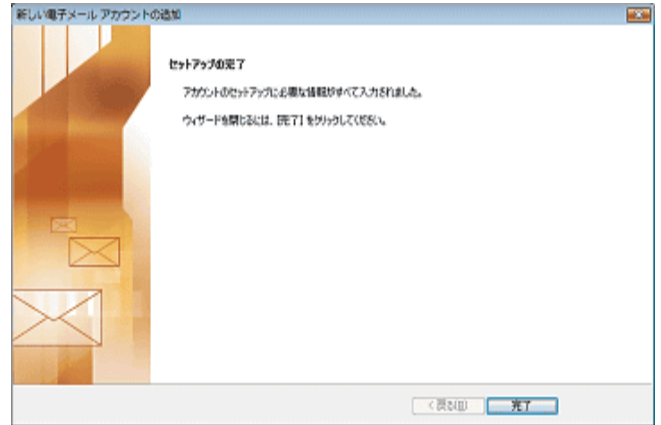 新しい電子メール アカウントの追加
セットアップの完了
アカウントのセットアップに必要な情報がすべて入力されました。
ウィザードを閉じるには、[完了] をクリックしてください。
< 戻る(B)
完了